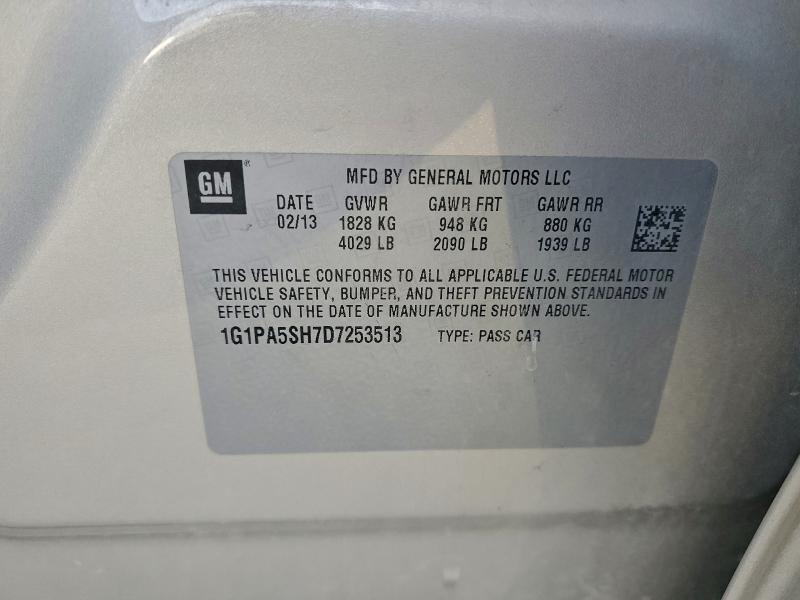 GM
MFD BY GENERAL MOTORS LLC
DATE GVWR GAWR FRT GAWR RR
02/13 1828 KG 948 KG 880 KG
4029 LB 2090 LB 1939 LB
THIS VEHICLE CONFORMS TO ALL APPLICABLE U.S. FEDERAL MOTOR
VEHICLE SAFETY, BUMPER, AND THEFT PREVENTION STANDARDS IN
EFFECT ON THE DATE OF MANUFACTURE SHOWN ABOVE.
1G1PA5SH7D7253513 TYPE: PASS CAR